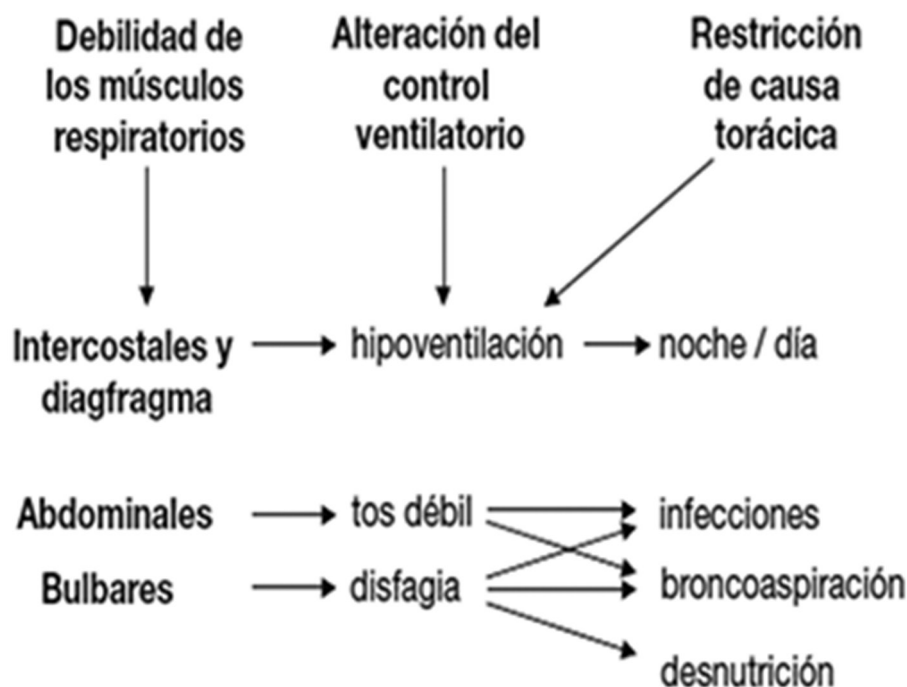 Debilidad de
los músculos
respiratorios
Alteración del
control
ventilatorio
Restricción
de causa
torácica
Intercostales y
diagfragma
hipoventilación
noche / día
Abdominales
tos débil
infecciones
Bulbares
disfagia
broncoaspiración
desnutrición